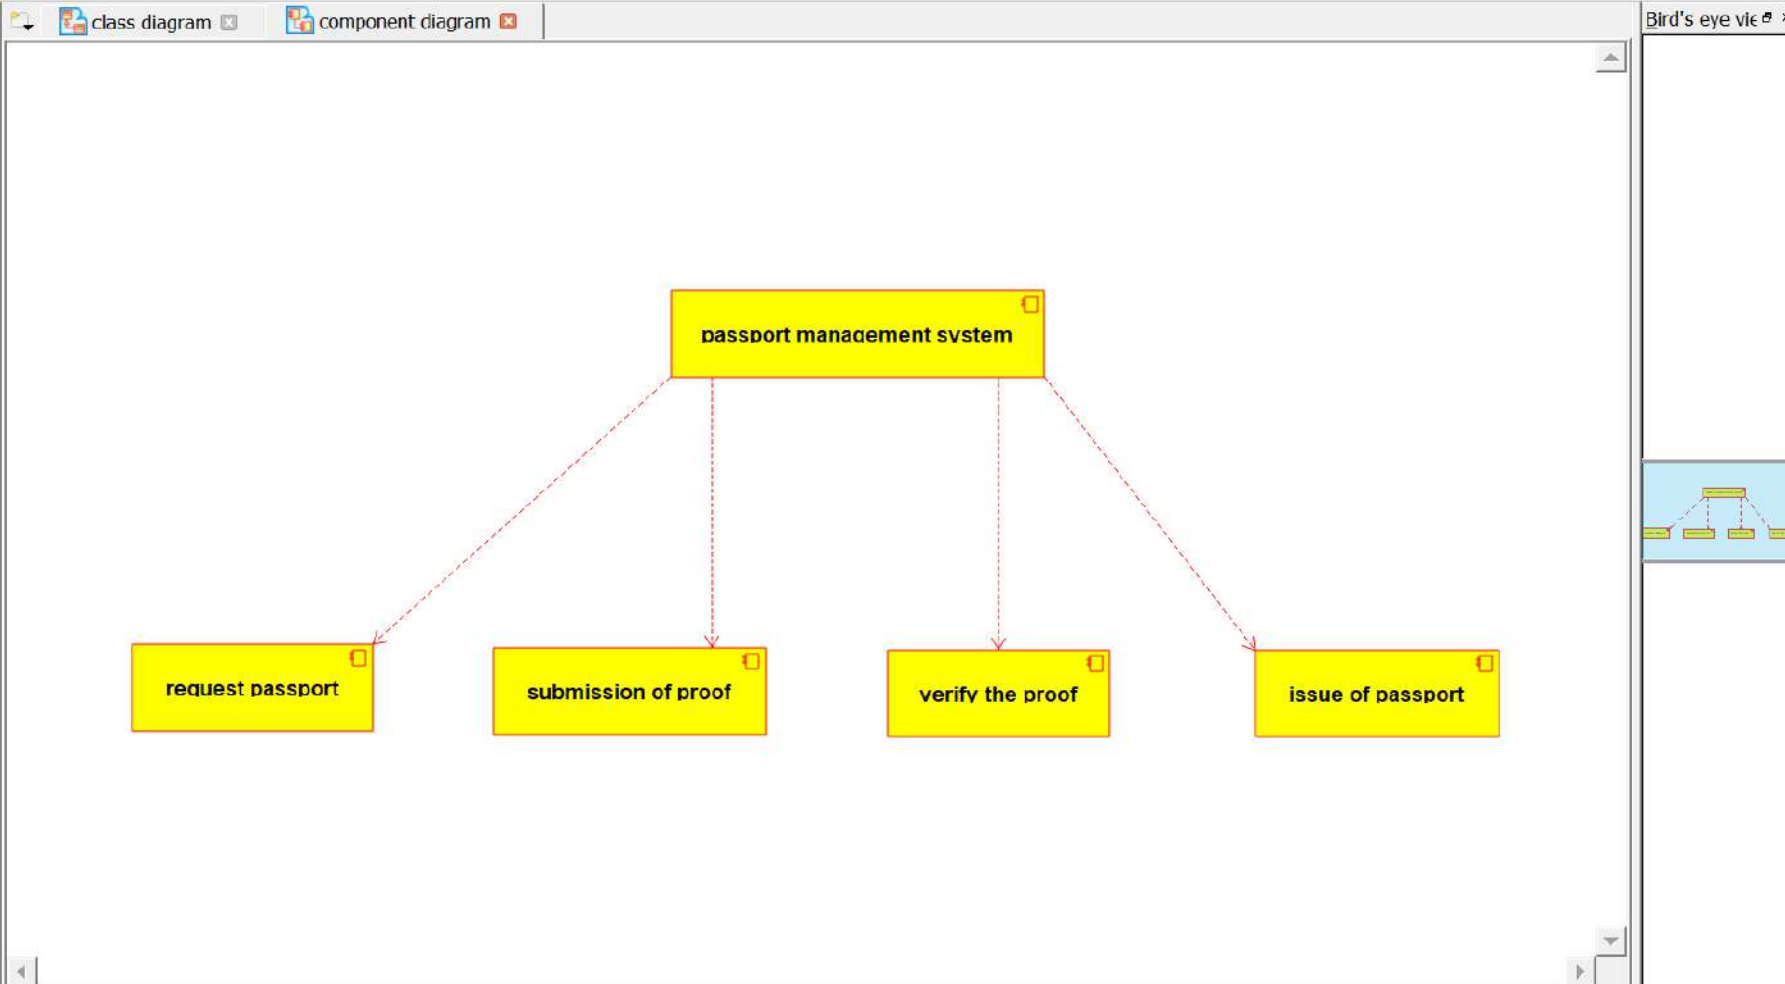 class diagram
component diagram
Bird's eye vie
passport management system
request passport
submission of proof
verify the proof
issue of passport